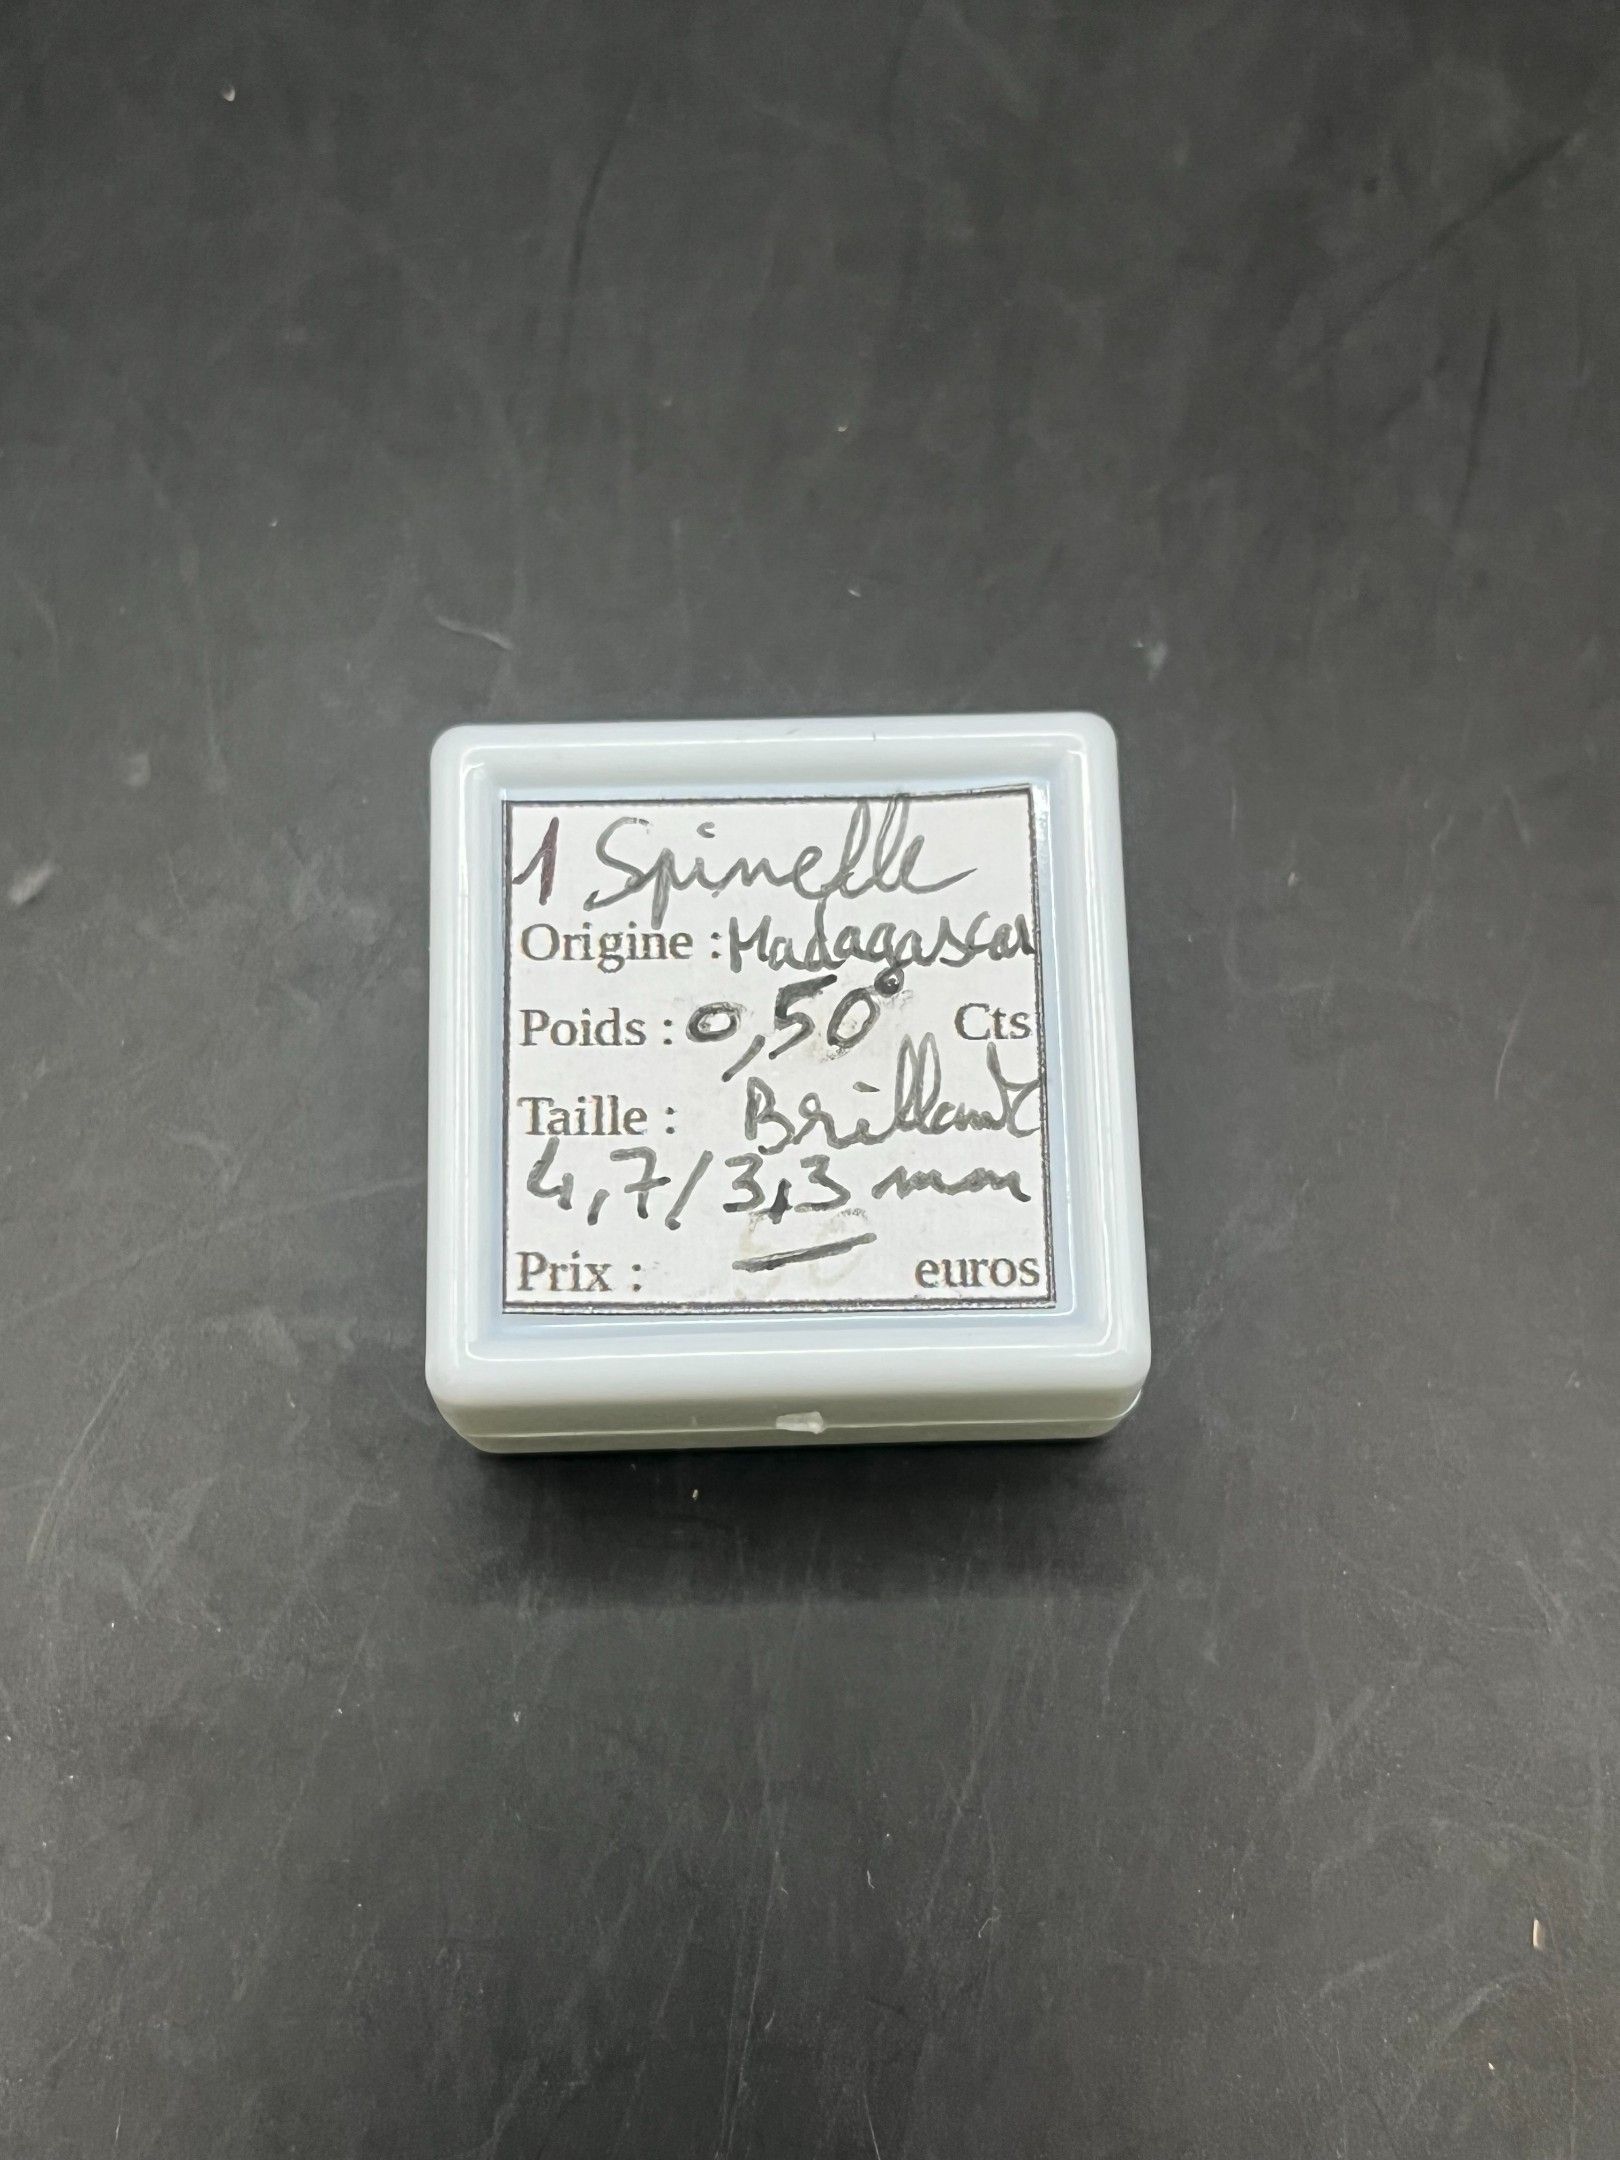 1 Spinelle
Origine : Madagascar
Poids : 0,50° Cts
Taille : Brillant
4,7/3,3 mm
Prix : — euros